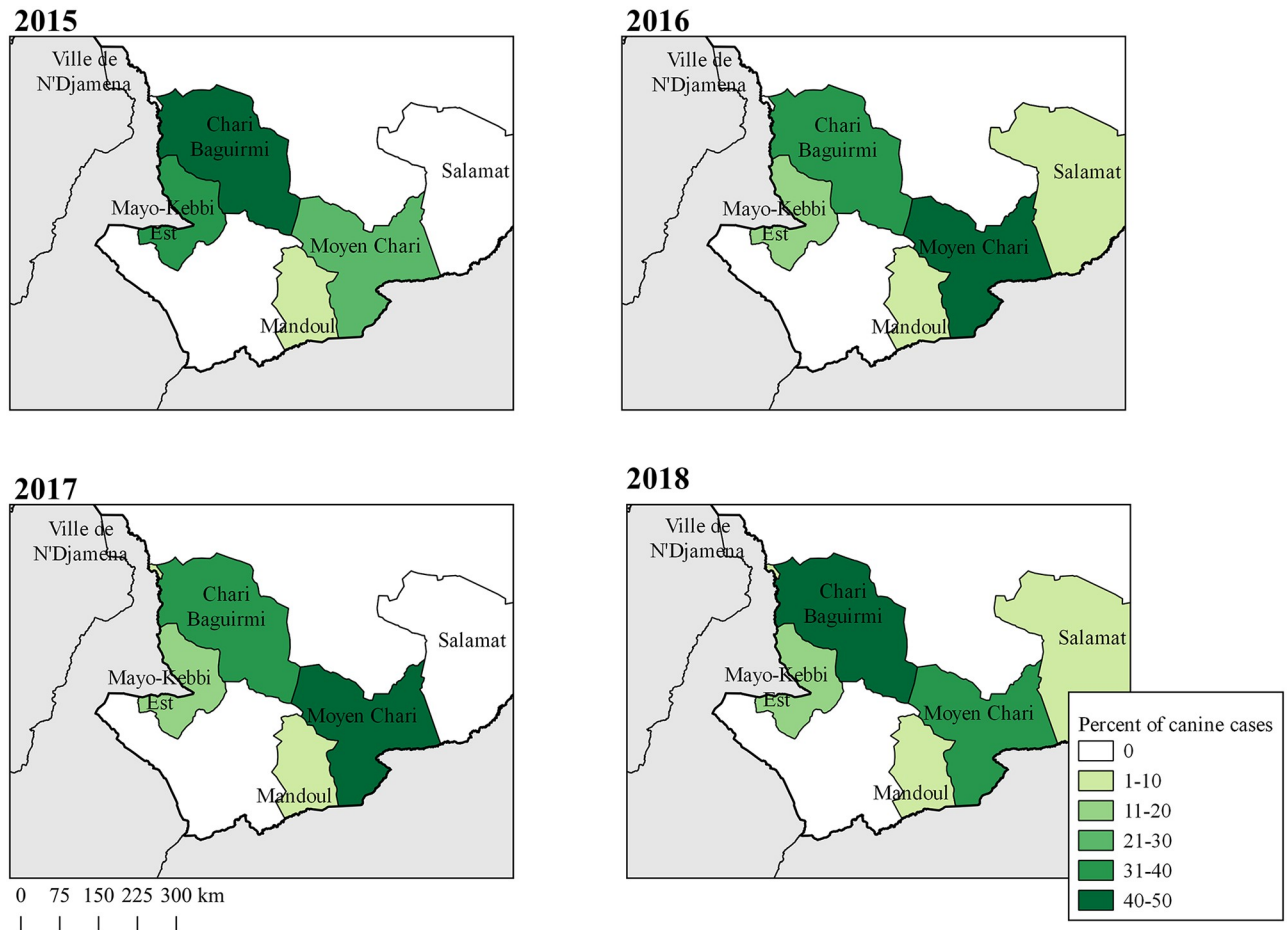 2015
Ville de
N'Djamena
Chari
Baguirmi
Salamat
Mayo-Kebbi
Est
Moyen Chari
Mandoul
2016
Ville de
N'Djamena
Chari
Baguirmi
Salamat
Mayo-Kebbi
Est
Moyen Chari
Mandoul
2017
Ville de
N'Djamena
Chari
Baguirmi
Salamat
Mayo-Kebbi
Est
Moyen Chari
Mandoul
0 75 150 225 300 km
2018
Ville de
N'Djamena
Chari
Baguirmi
Salamat
Mayo-Kebbi
Est
Moyen Chari
Mandoul
Percent of canine cases
0
1-10
11-20
21-30
31-40
40-50